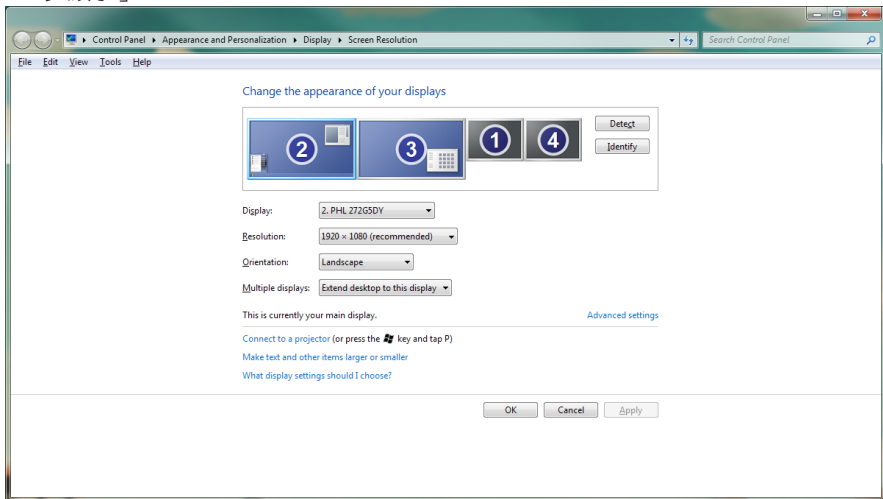 Control Panel ▸ Appearance and Personalization ▸ Display ▸ Screen Resolution
Search Control Panel
File Edit View Tools Help
Change the appearance of your displays
2 3 1 4
Detect
Identify
Display: 2. PHL 272G5DY
Resolution: 1920 × 1080 (recommended)
Orientation: Landscape
Multiple displays: Extend desktop to this display
This is currently your main display.
Advanced settings
Connect to a projector (or press the key and tap P)
Make text and other items larger or smaller
What display settings should I choose?
OK Cancel Apply